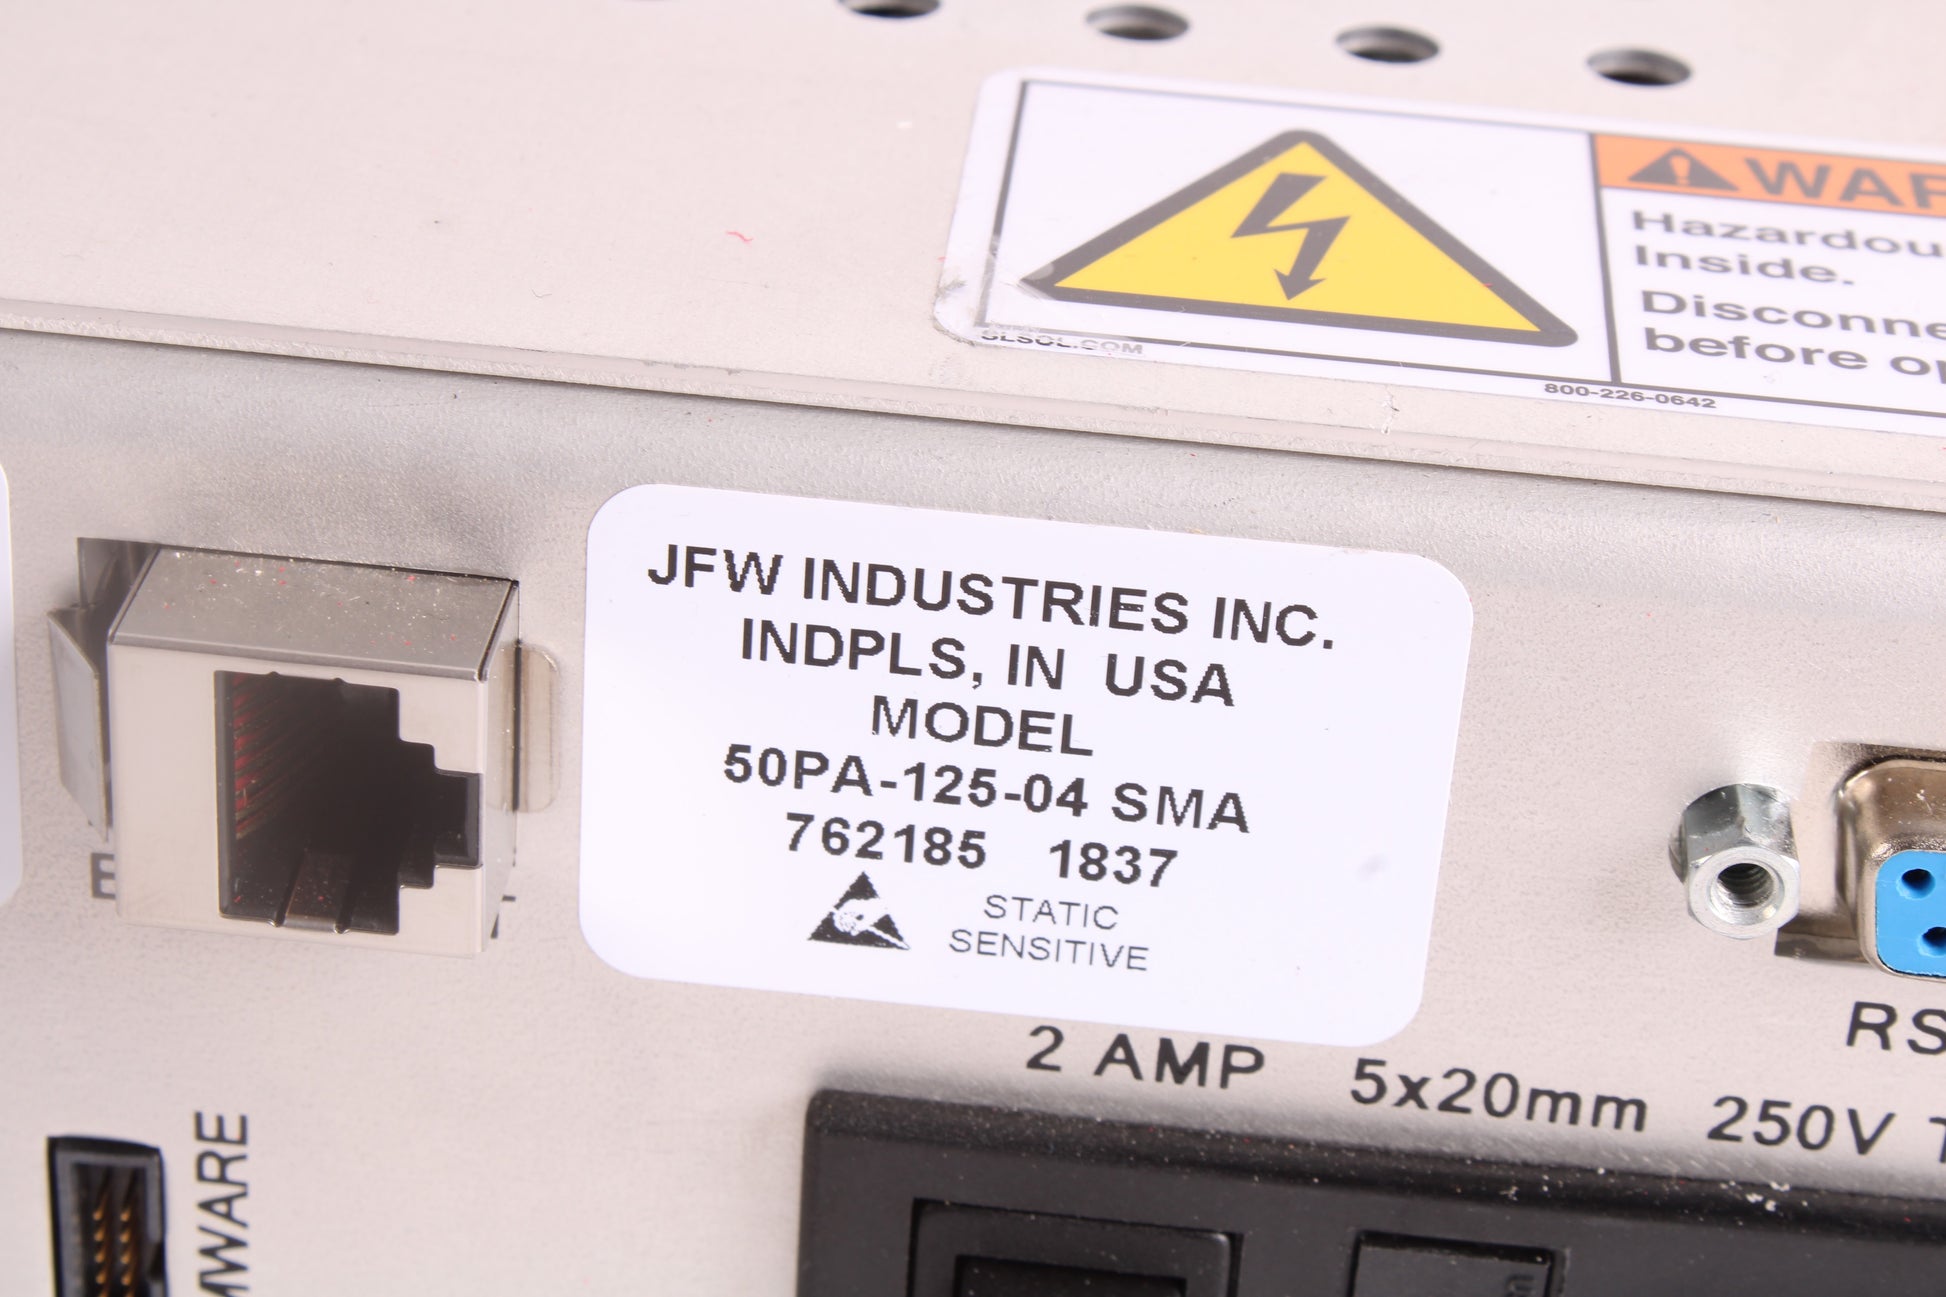 WAR
Hazardou
Inside.
Disconne
before op
SLSOL.COM
800-226-0642
JFW INDUSTRIES INC.
INDPLS, IN USA
MODEL
50PA-125-04 SMA
762185 1837
STATIC
SENSITIVE
2 AMP 5x20mm 250V T
RS
MWARE